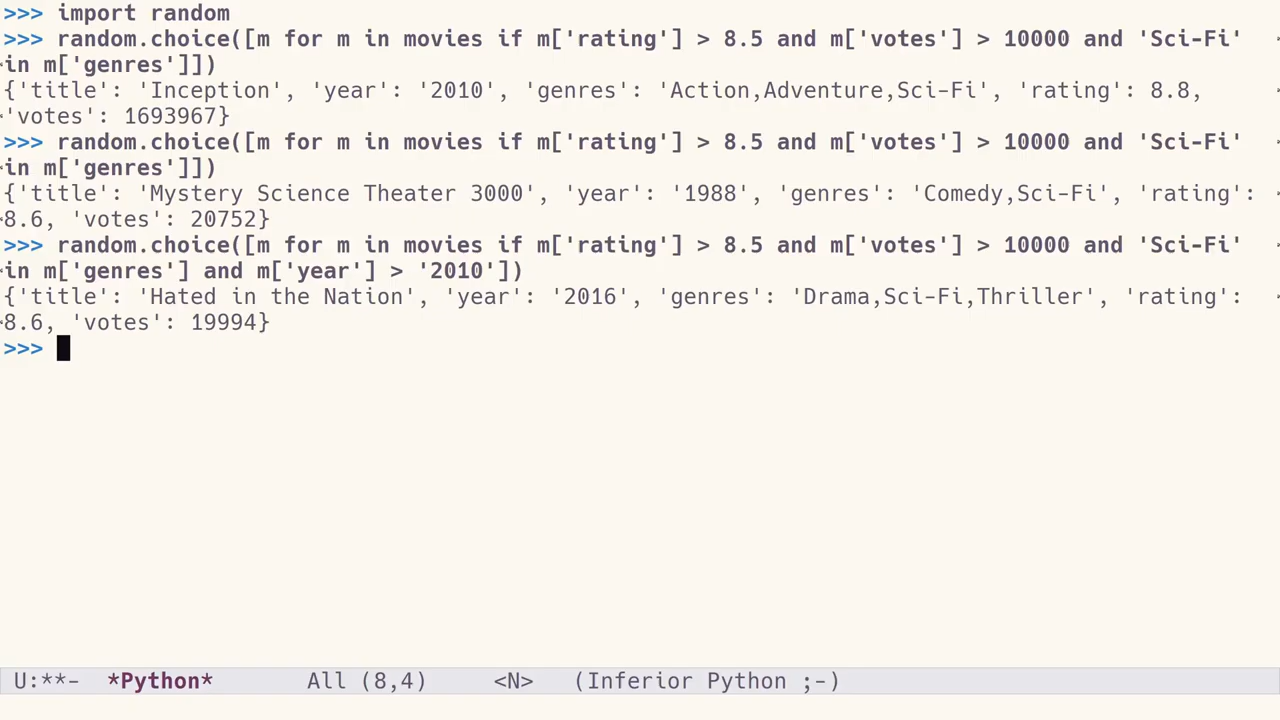 >>> import random
>>> random.choice([m for m in movies if m['rating'] > 8.5 and m['votes'] > 10000 and 'Sci-Fi'
in m['genres']])
{'title': 'Inception', 'year': '2010', 'genres': 'Action,Adventure,Sci-Fi', 'rating': 8.8,
'votes': 1693967}
>>> random.choice([m for m in movies if m['rating'] > 8.5 and m['votes'] > 10000 and 'Sci-Fi'
in m['genres']])
{'title': 'Mystery Science Theater 3000', 'year': '1988', 'genres': 'Comedy,Sci-Fi', 'rating':
8.6, 'votes': 20752}
>>> random.choice([m for m in movies if m['rating'] > 8.5 and m['votes'] > 10000 and 'Sci-Fi'
in m['genres'] and m['year'] > '2010'])
{'title': 'Hated in the Nation', 'year': '2016', 'genres': 'Drama,Sci-Fi,Thriller', 'rating':
8.6, 'votes': 19994}
>>>
U:**-  *Python*       All (8,4)     <N>   (Inferior Python ;-)